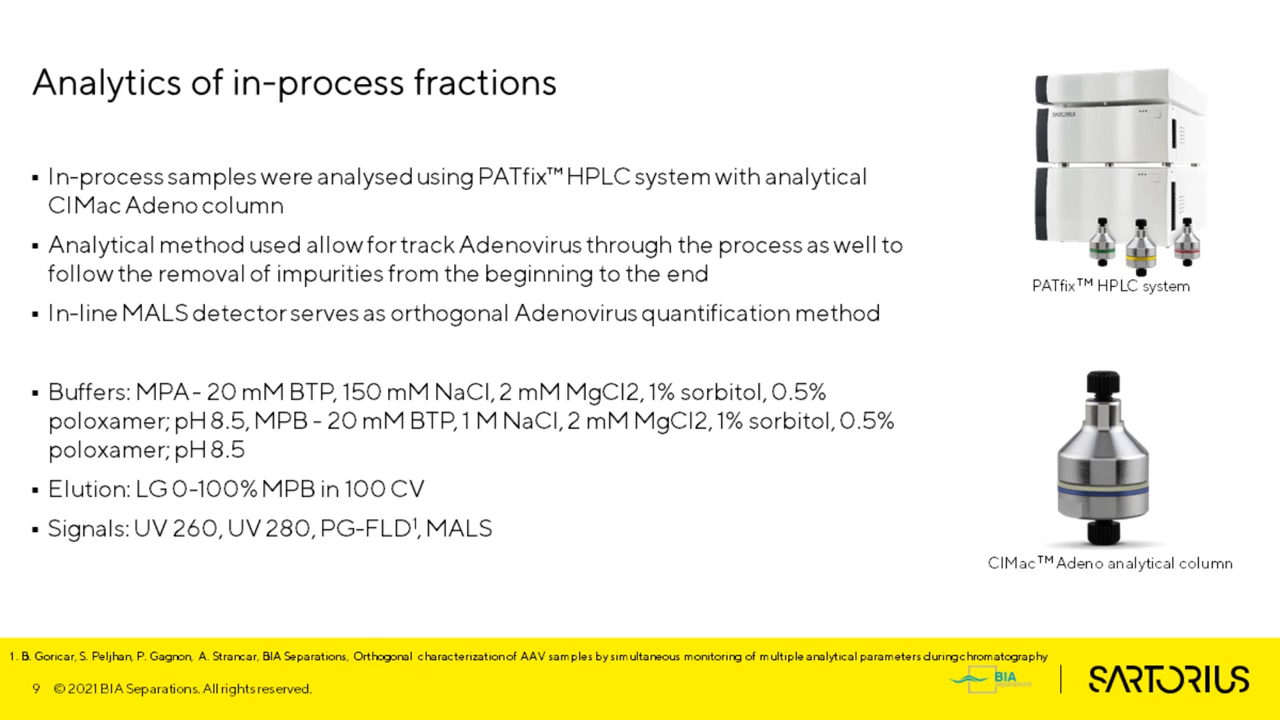 Analytics of in-process fractions
SARTORIUS
▪ In-process samples were analysed using PATfix™ HPLC system with analytical
CIMac Adeno column
▪ Analytical method used allow for track Adenovirus through the process as well to
follow the removal of impurities from the beginning to the end
PATfix™ HPLC system
▪ In-line MALS detector serves as orthogonal Adenovirus quantification method
▪ Buffers: MPA - 20 mM BTP, 150 mM NaCl, 2 mM MgCl2, 1% sorbitol, 0.5%
poloxamer; pH 8.5, MPB - 20 mM BTP, 1 M NaCl, 2 mM MgCl2, 1% sorbitol, 0.5%
poloxamer; pH 8.5
▪ Elution: LG 0-100% MPB in 100 CV
▪ Signals: UV 260, UV 280, PG-FLD¹, MALS
CIMac™ Adeno analytical column
1. B. Goricar, S. Peljhan, P. Gagnon, A. Strancar, BIA Separations, Orthogonal characterization of AAV samples by simultaneous monitoring of multiple analytical parameters during chromatography
9 © 2021 BIA Separations. All rights reserved.
BIA
separations
SARTORIUS